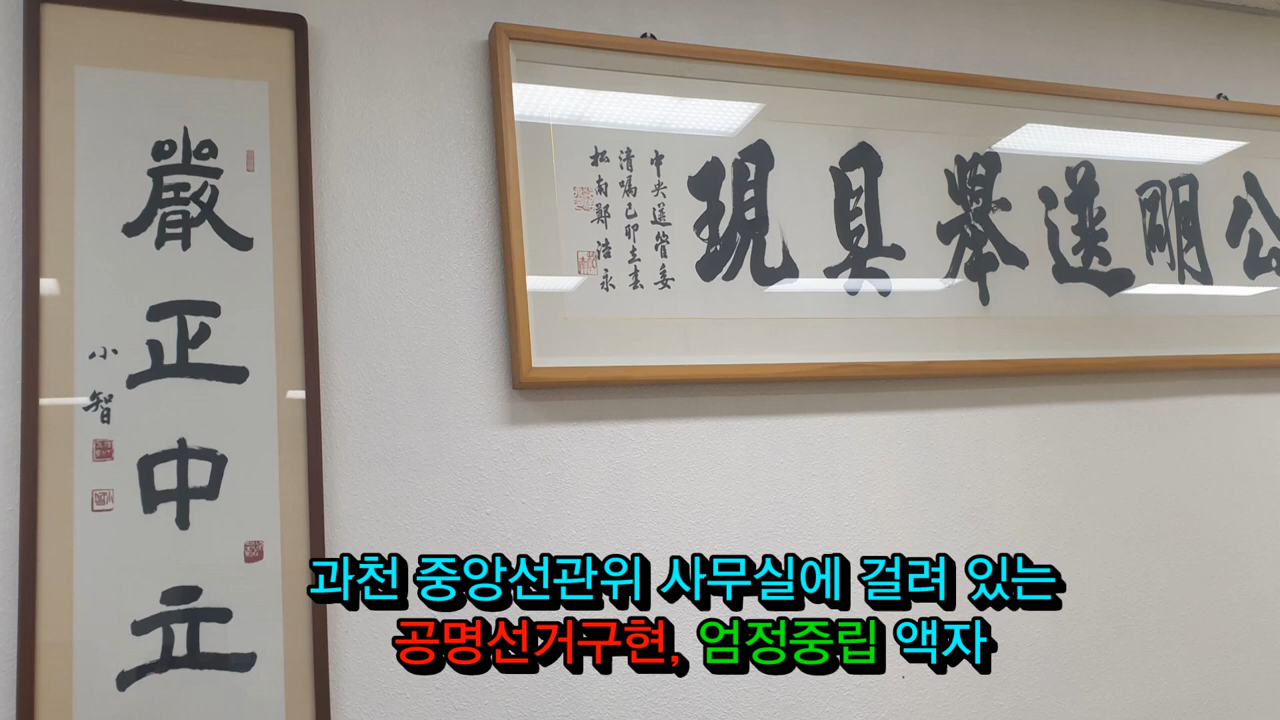 嚴正中立
小智
公明選擧具現
中央選管委
淸囑己卯立春
松南鄭浩永
과천 중앙선관위 사무실에 걸려 있는
공명선거구현, 엄정중립 액자